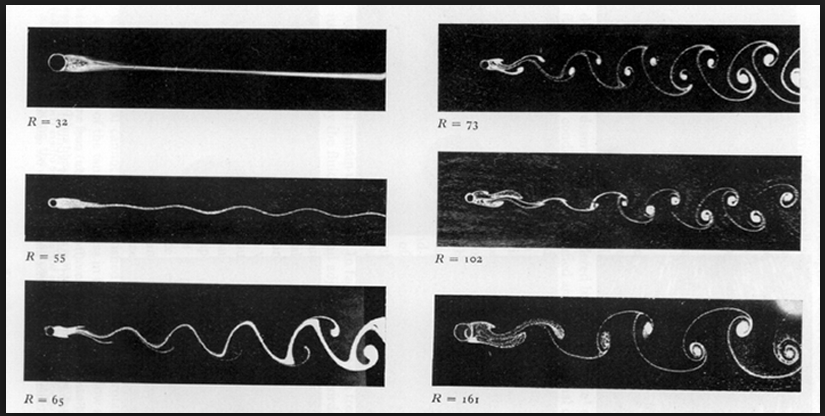 R = 32
R = 73
R = 55
R = 102
R = 65
R = 161